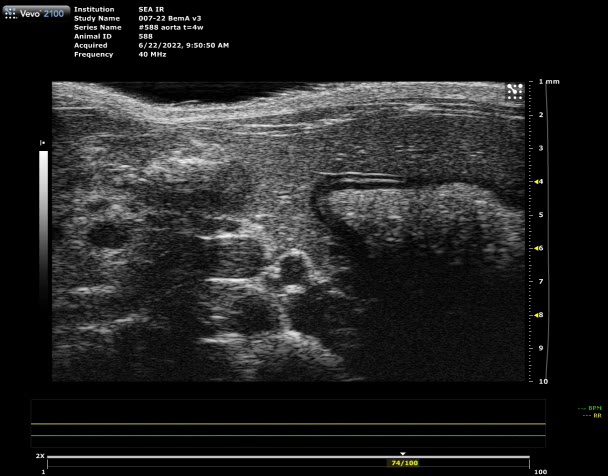 Vevo 2100
Institution SEA IR
Study Name 007-22 BemA v3
Series Name #588 aorta t=4w
Animal ID 588
Acquired 6/22/2022, 9:50:50 AM
Frequency 40 MHz
1 mm
2
3
4
5
6
7
8
9
10
--- BPM
--- RR
2X
74/100
1 100